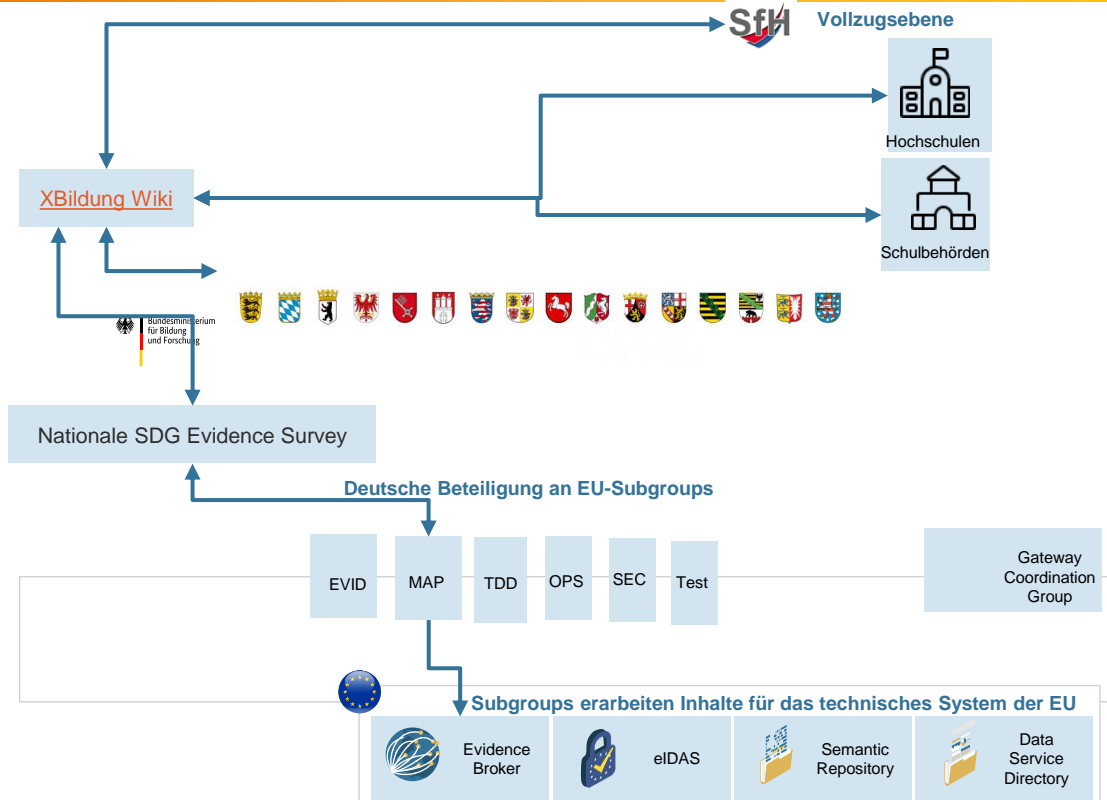 SfH
Vollzugsebene
Hochschulen
XBildung Wiki
Schulbehörden
Bundesministerium
für Bildung
und Forschung
Nationale SDG Evidence Survey
Deutsche Beteiligung an EU-Subgroups
EVID
MAP
TDD
OPS
SEC
Test
Gateway
Coordination
Group
Subgroups erarbeiten Inhalte für das technisches System der EU
Evidence
Broker
eIDAS
Semantic
Repository
Data
Service
Directory